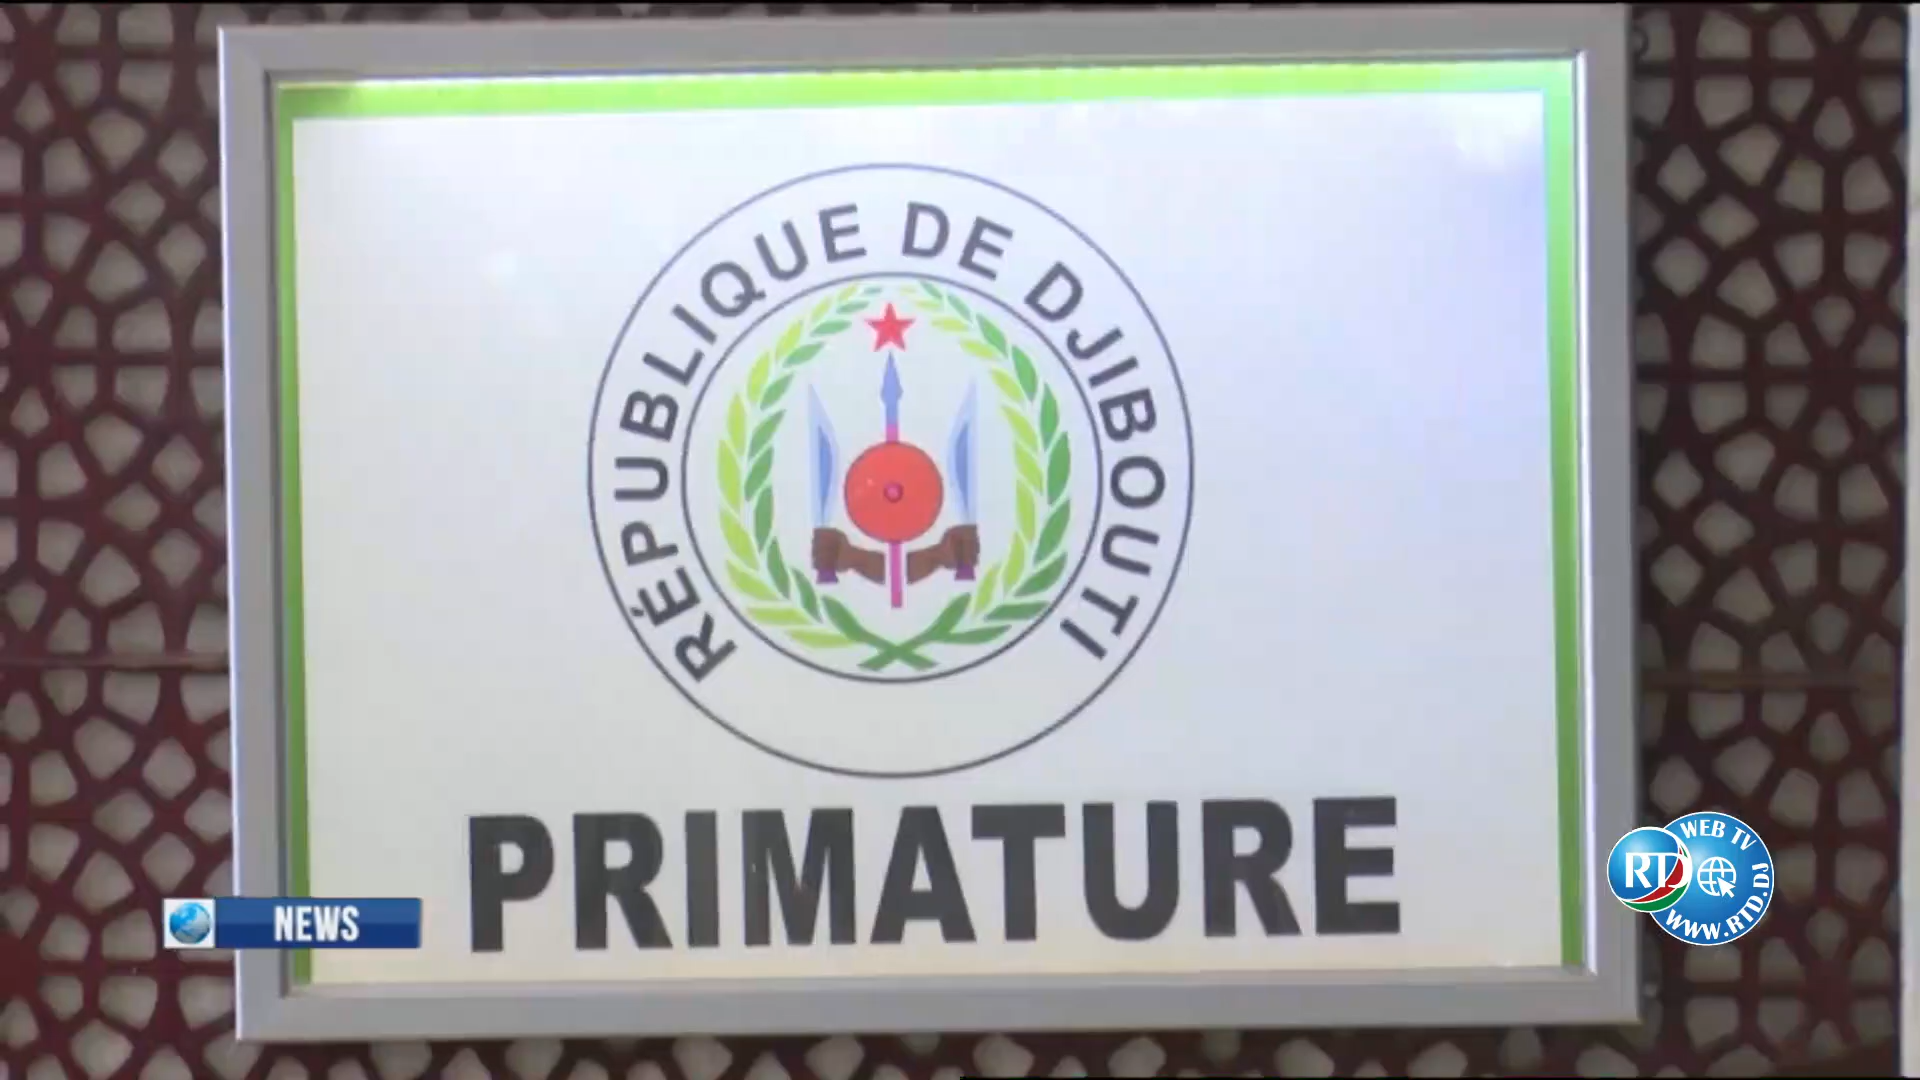 RÉPUBLIQUE DE DJIBOUTI
PRIMATURE
NEWS
WEB TV
RTD
WWW.RTD.DJ